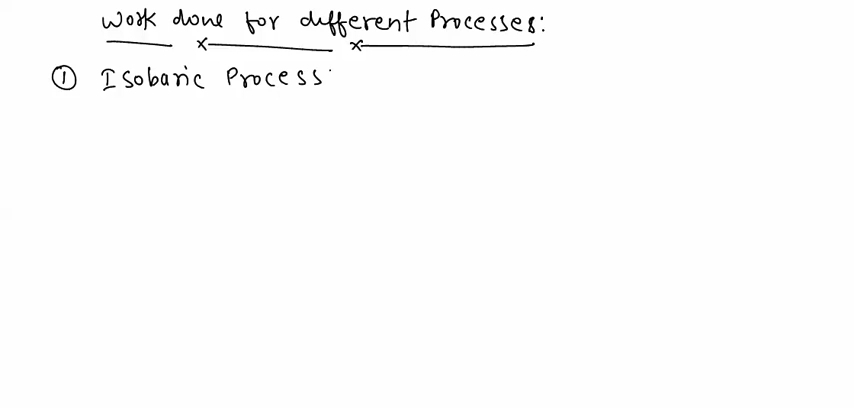 Work done for different Processes:
① Isobaric Process